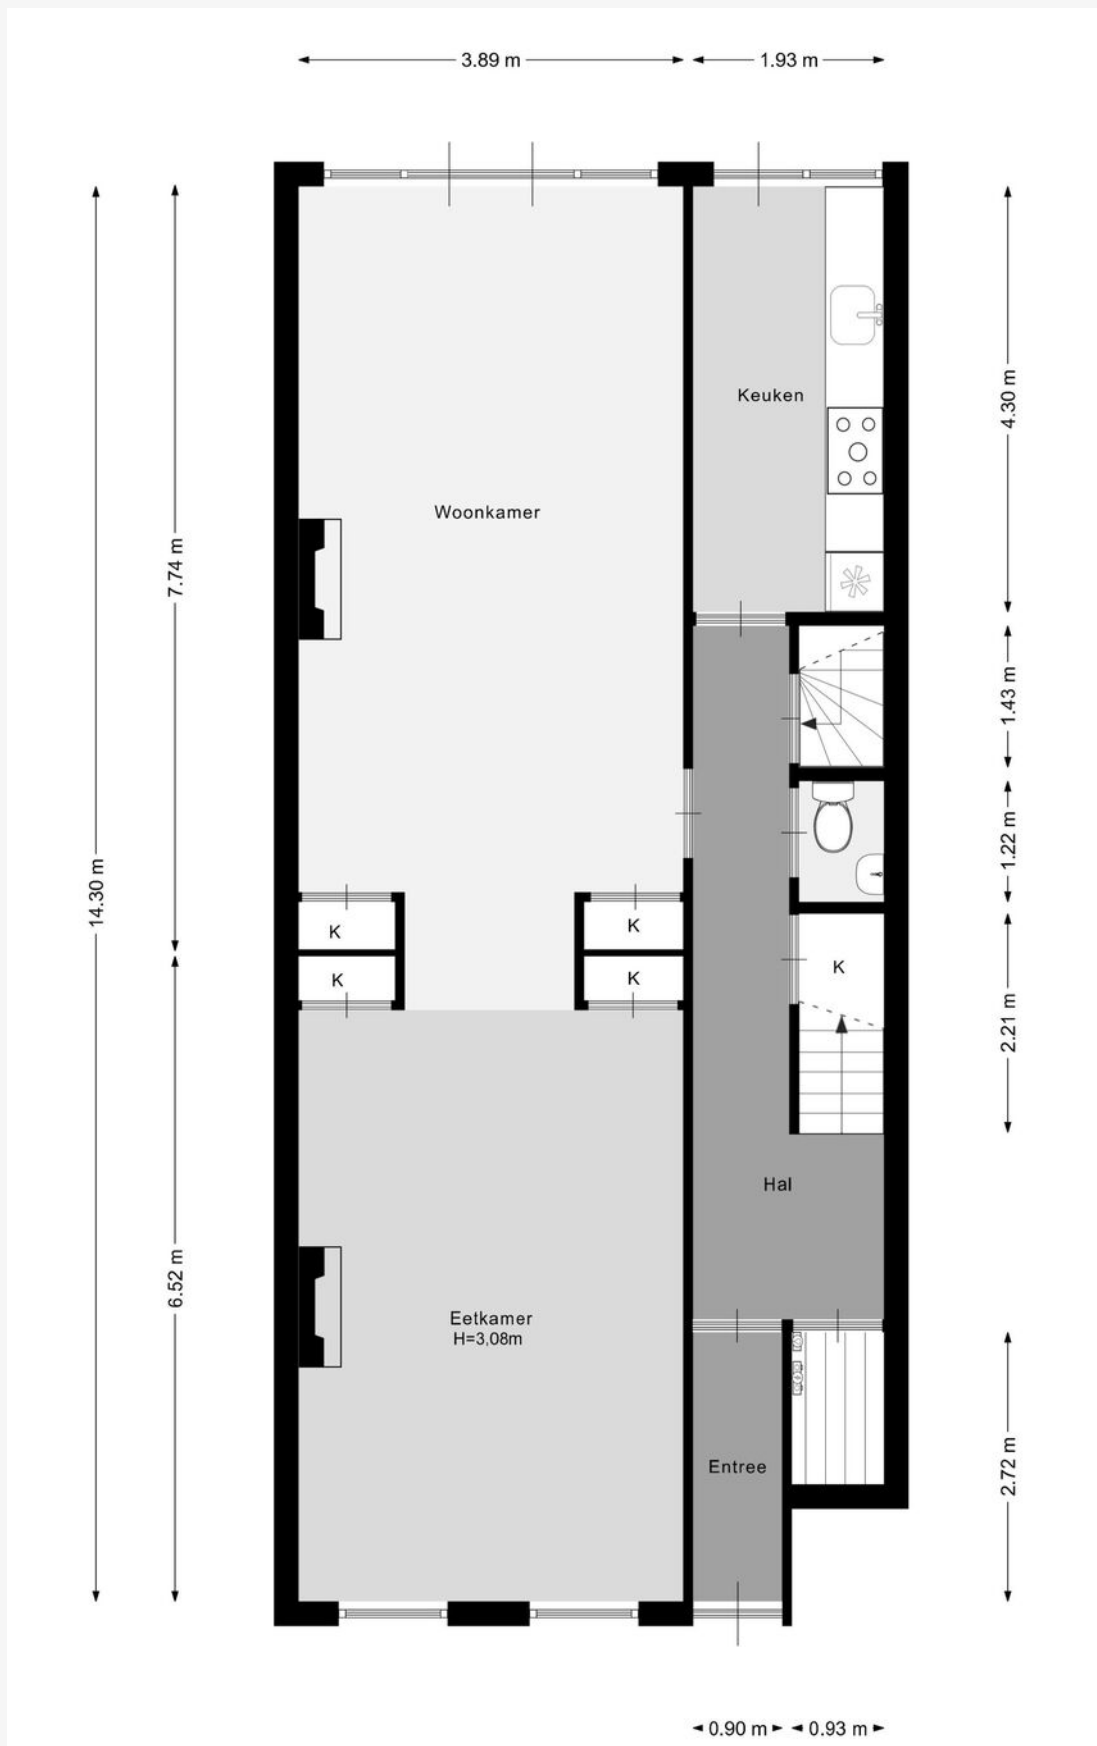 3.89 m
1.93 m
Keuken
4.30 m
Woonkamer
7.74 m
1.43 m
1.22 m
14.30 m
K
K
K
K
K
2.21 m
Hal
6.52 m
Eetkamer
H=3,08m
Entree
2.72 m
0.90 m
0.93 m